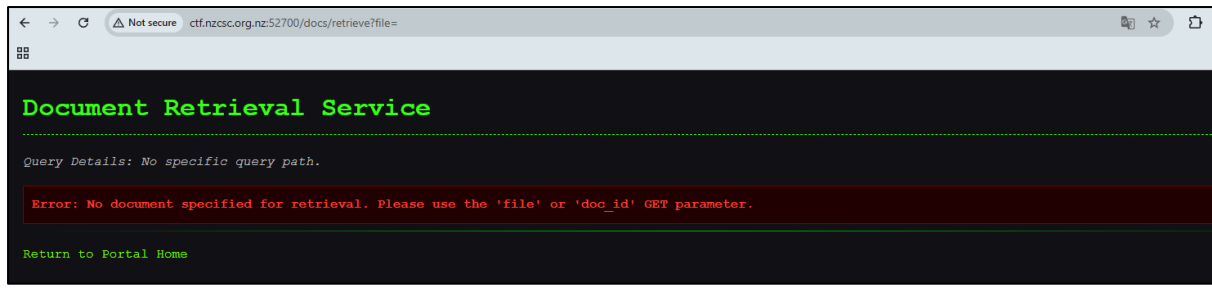 Not secure ctf.nzcsc.org.nz:52700/docs/retrieve?file=
Document Retrieval Service
Query Details: No specific query path.
Error: No document specified for retrieval. Please use the 'file' or 'doc_id' GET parameter.
Return to Portal Home